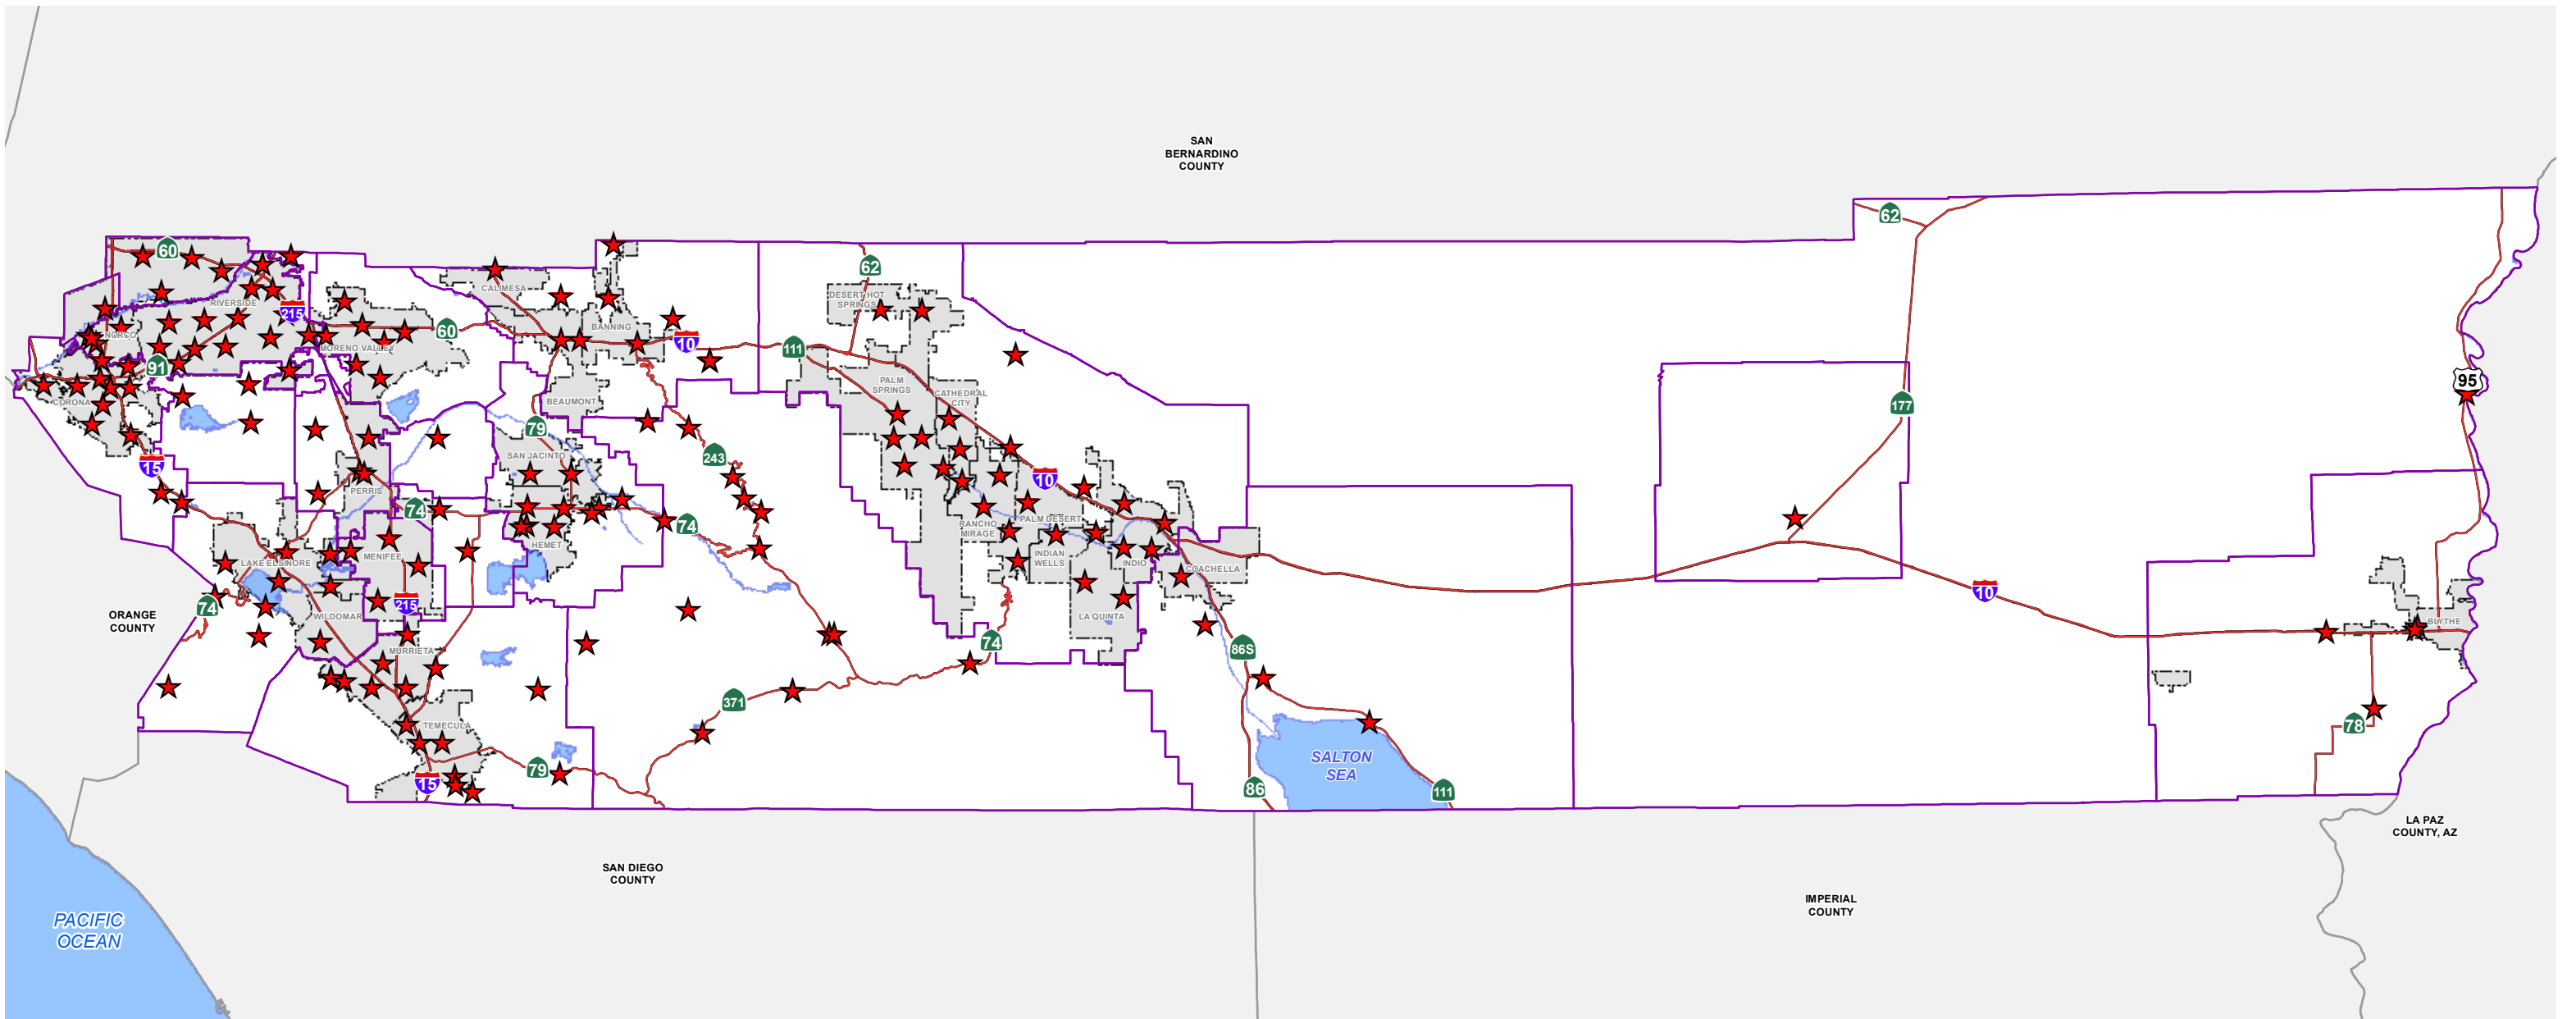 SAN
BERNARDINO
COUNTY
62
60
62
CALIMESA
DESERT HOT
SPRINGS
RIVERSIDE
215
60
BANNING
NORCO
MORENO VALLEY
10
111
91
95
PALM
SPRINGS
CATHEDRAL
CITY
CORONA
BEAUMONT
177
79
243
SAN JACINTO
15
10
PERRIS
74
74
RANCHO
MIRAGE
PALM DESERT
HEMET
MENIFEE
INDIAN
WELLS
INDIO
COACHELLA
LAKE ELSINORE
10
74
215
ORANGE
COUNTY
WILDOMAR
LA QUINTA
BLYTHE
74
86S
MURRIETA
371
TEMECULA
78
SALTON
SEA
79
15
86
111
LA PAZ
COUNTY, AZ
SAN DIEGO
COUNTY
IMPERIAL
COUNTY
PACIFIC
OCEAN